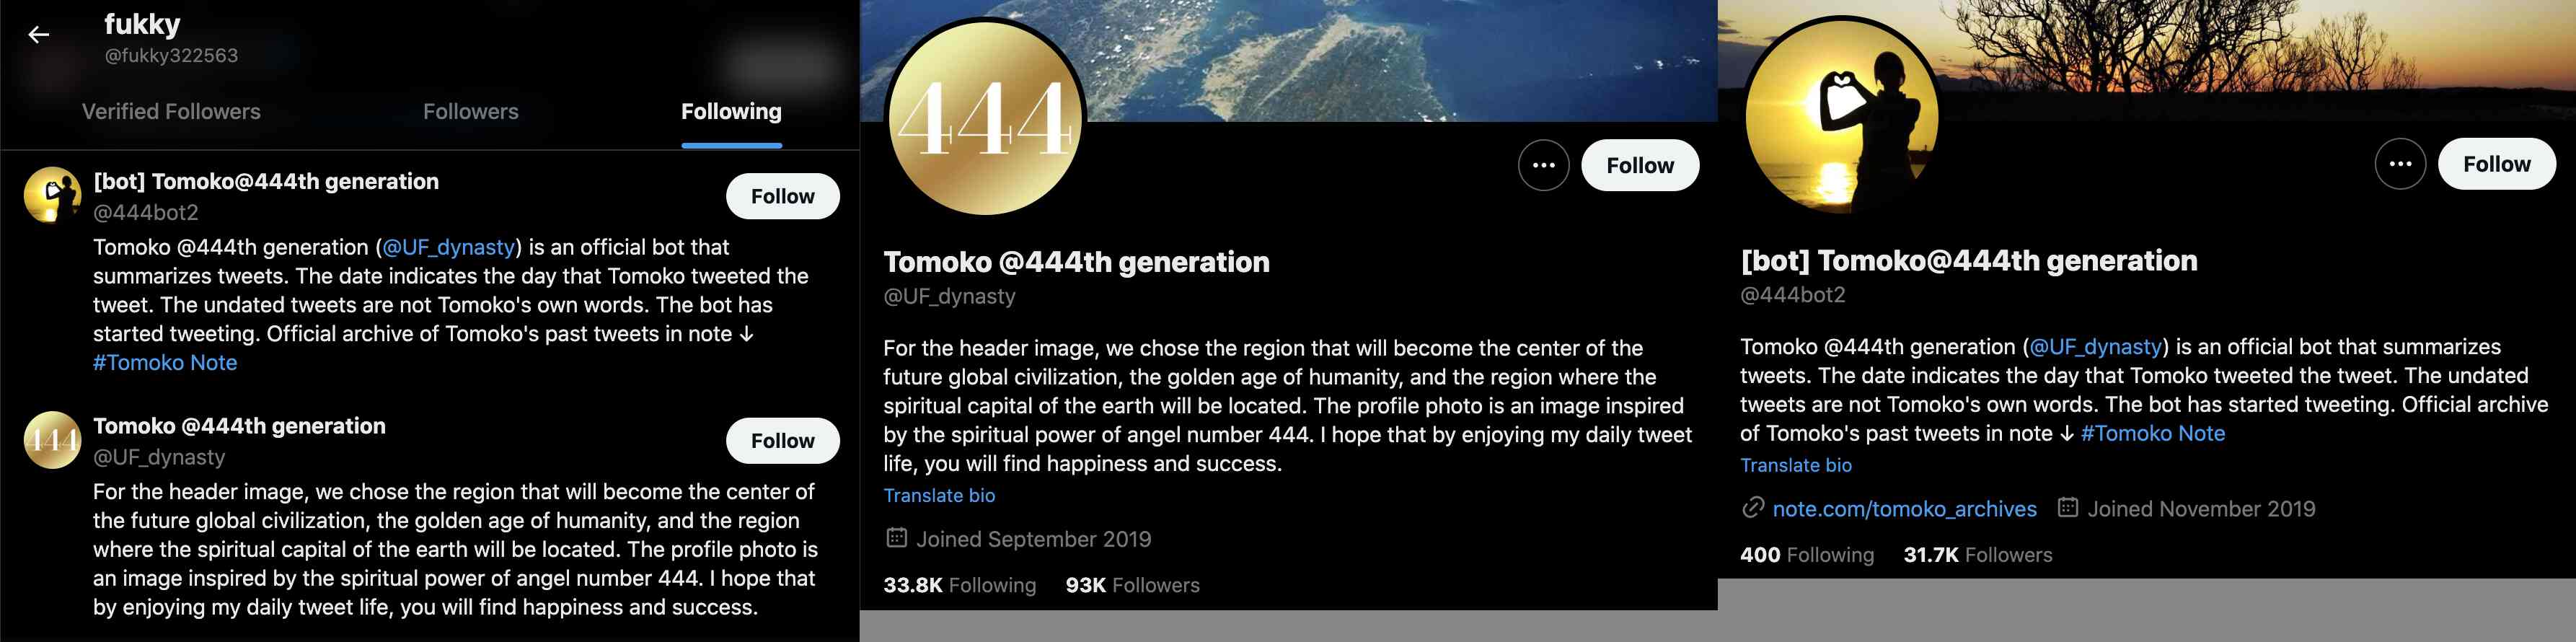 fukky
@fukky322563
Verified Followers
Followers
Following
[bot] Tomoko@444th generation
@444bot2
Follow
Tomoko @444th generation (@UF_dynasty) is an official bot that
summarizes tweets. The date indicates the day that Tomoko tweeted the
tweet. The undated tweets are not Tomoko's own words. The bot has
started tweeting. Official archive of Tomoko's past tweets in note ↓
#Tomoko Note
444
Tomoko @444th generation
@UF_dynasty
Follow
For the header image, we chose the region that will become the center of
the future global civilization, the golden age of humanity, and the region
where the spiritual capital of the earth will be located. The profile photo is
an image inspired by the spiritual power of angel number 444. I hope that
by enjoying my daily tweet life, you will find happiness and success.
444
Follow
Tomoko @444th generation
@UF_dynasty
For the header image, we chose the region that will become the center of the
future global civilization, the golden age of humanity, and the region where the
spiritual capital of the earth will be located. The profile photo is an image inspired
by the spiritual power of angel number 444. I hope that by enjoying my daily tweet
life, you will find happiness and success.
Translate bio
Joined September 2019
33.8K Following 93K Followers
Follow
[bot] Tomoko@444th generation
@444bot2
Tomoko @444th generation (@UF_dynasty) is an official bot that summarizes
tweets. The date indicates the day that Tomoko tweeted the tweet. The undated
tweets are not Tomoko's own words. The bot has started tweeting. Official archive
of Tomoko's past tweets in note ↓ #Tomoko Note
Translate bio
note.com/tomoko_archives Joined November 2019
400 Following 31.7K Followers